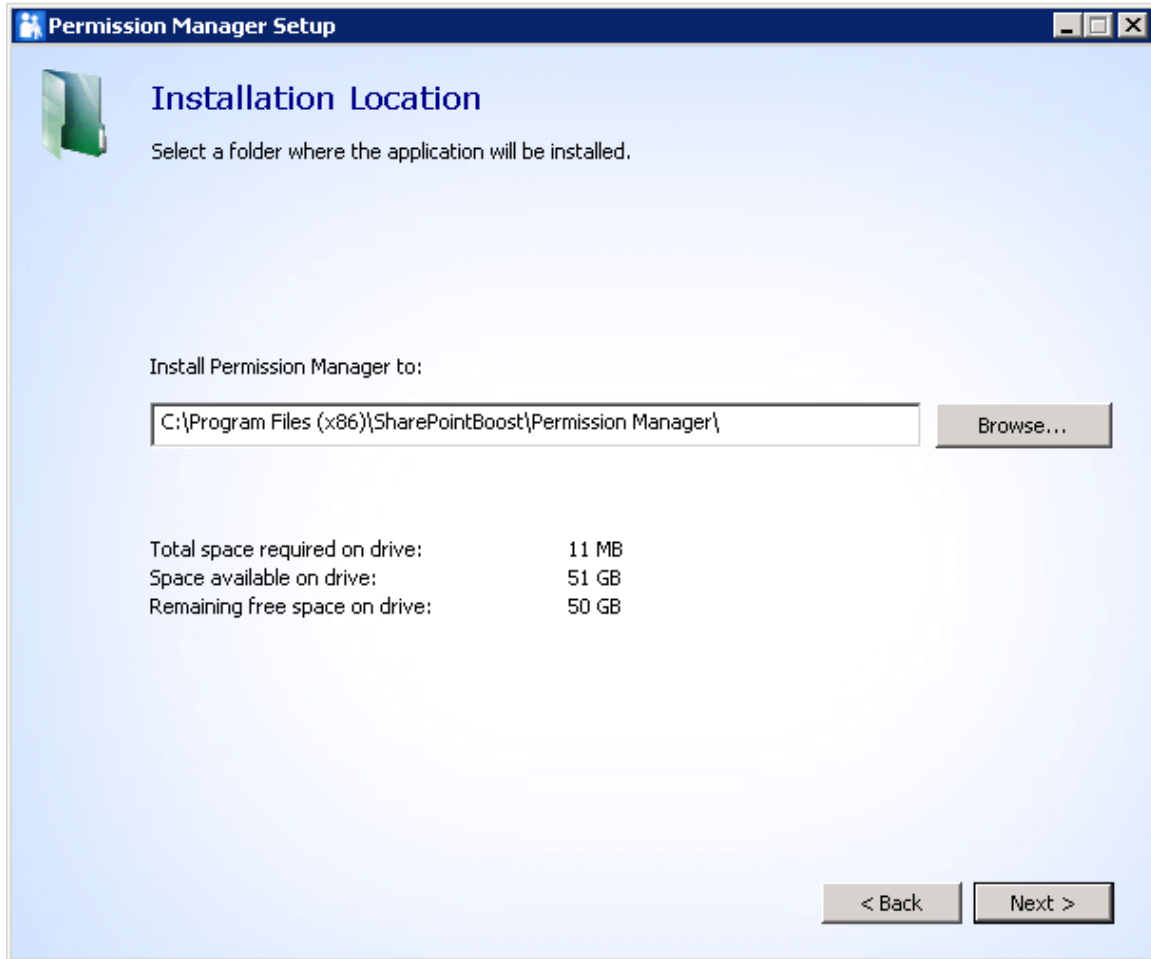 Permission Manager Setup
Installation Location
Select a folder where the application will be installed.
Install Permission Manager to:
C:\Program Files (x86)\SharePointBoost\Permission Manager\
Browse...
Total space required on drive: 11 MB
Space available on drive: 51 GB
Remaining free space on drive: 50 GB
< Back Next >